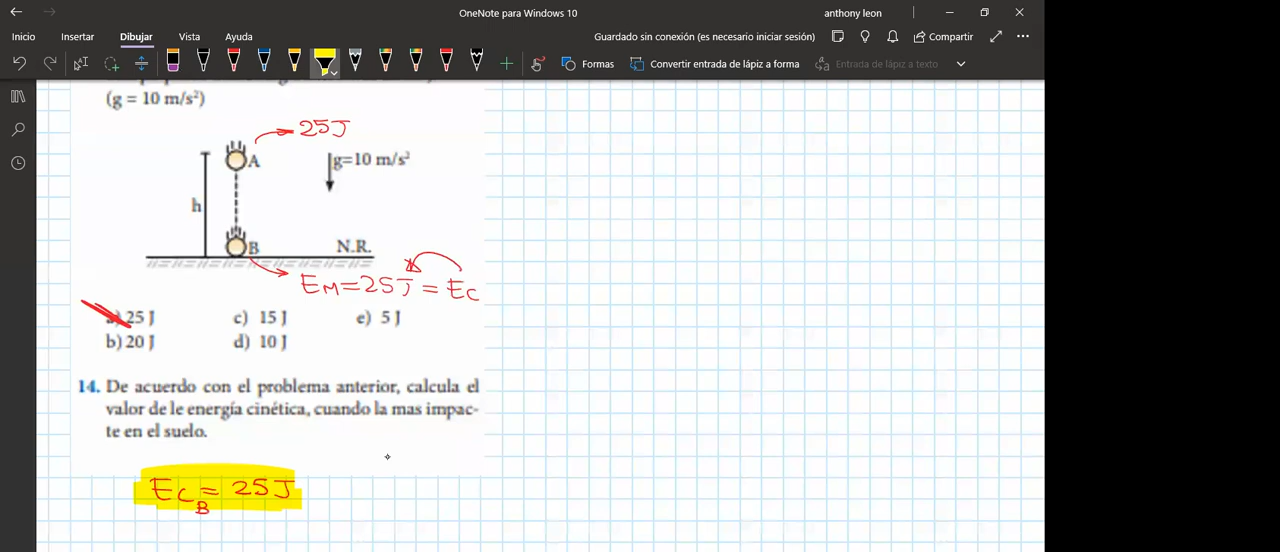 OneNote para Windows 10
anthony leon
Inicio Insertar Dibujar Vista Ayuda
Guardado sin conexión (es necesario iniciar sesión)
Compartir
Formas
Convertir entrada de lápiz a forma
Entrada de lápiz a texto
(g = 10 m/s²)
25J
A
g=10 m/s²
h
B
N.R.
EM=25J=EC
a) 25 J c) 15 J e) 5 J
b) 20 J d) 10 J
14. De acuerdo con el problema anterior, calcula el
valor de le energía cinética, cuando la mas impac-
te en el suelo.
ECB=25J